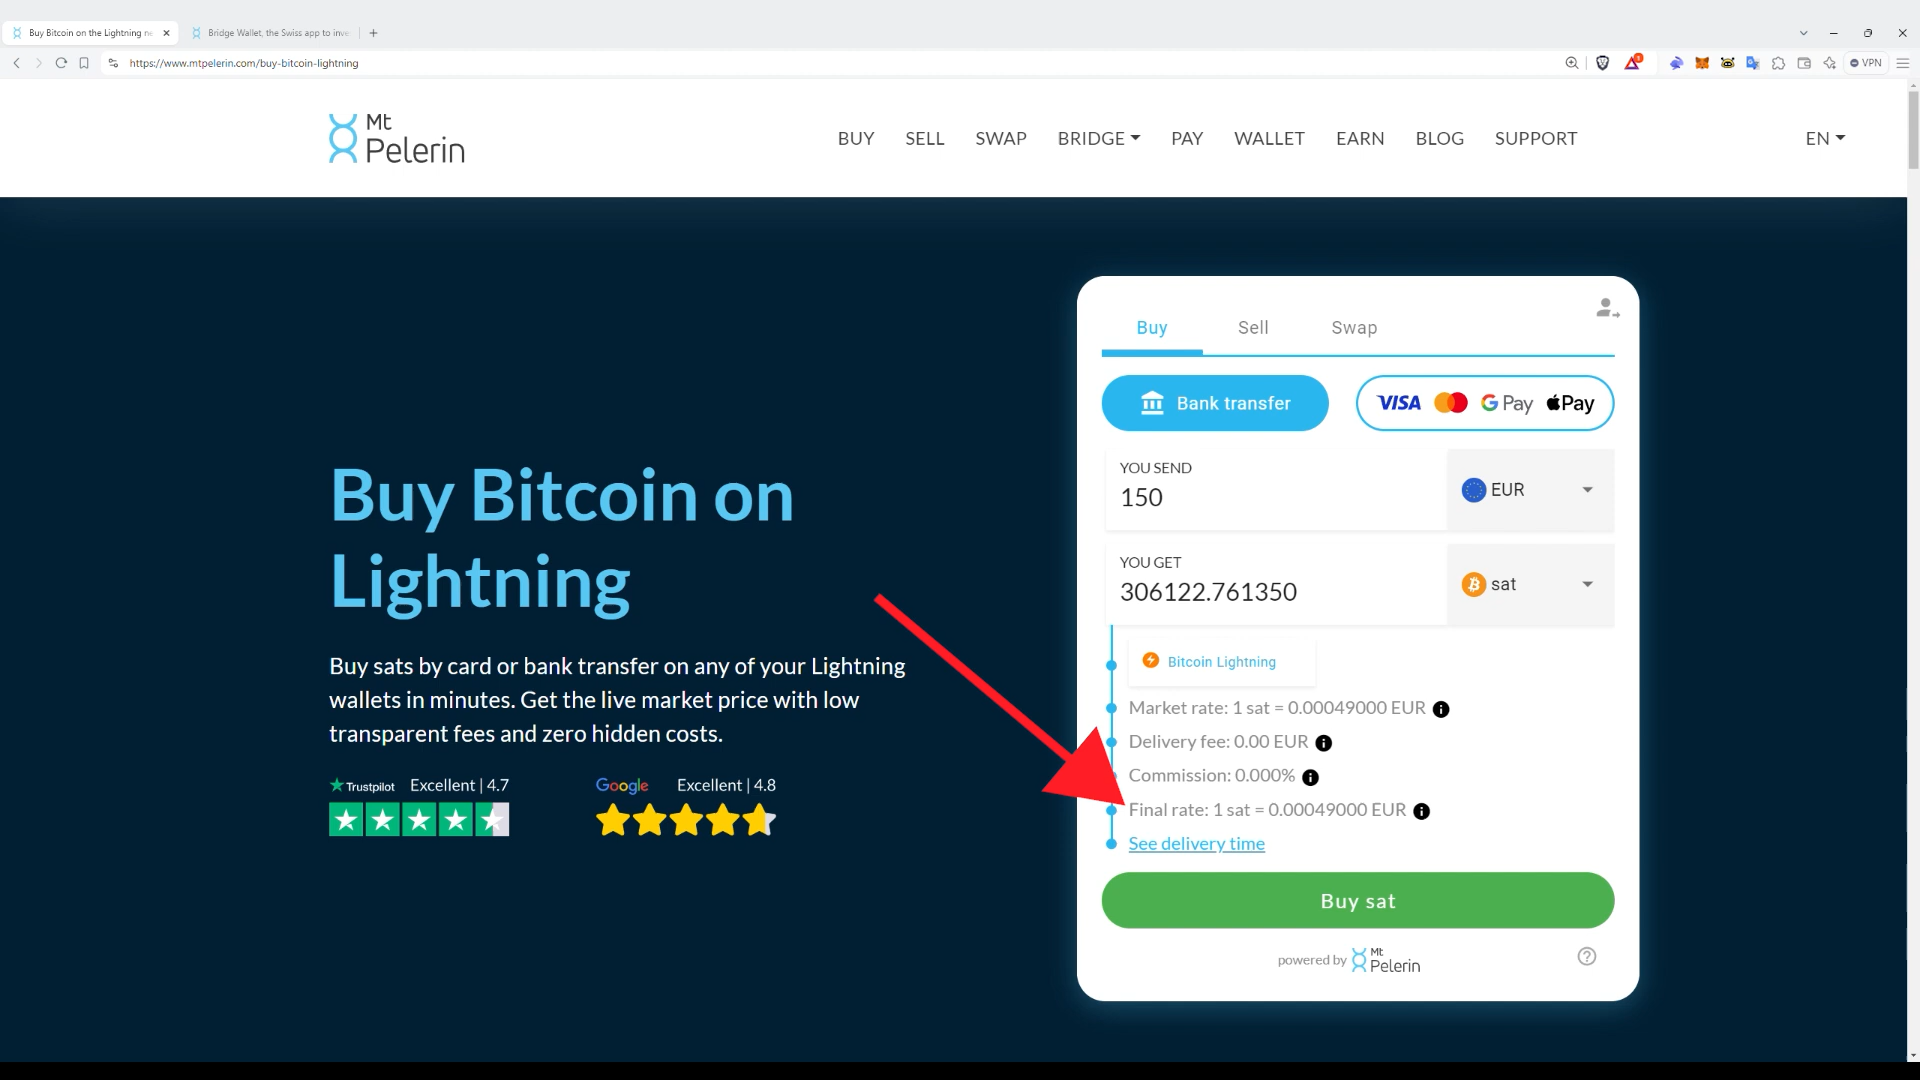 Buy Bitcoin on the Lightning ne
Bridge Wallet, the Swiss app to inve
https://www.mtpelerin.com/buy-bitcoin-lightning
VPN
Mt
Pelerin
BUY SELL SWAP BRIDGE PAY WALLET EARN BLOG SUPPORT EN
Buy Sell Swap
Bank transfer
VISA G Pay Pay
YOU SEND
150
EUR
YOU GET
306122.761350
sat
Bitcoin Lightning
Market rate: 1 sat = 0.00049000 EUR
Delivery fee: 0.00 EUR
Commission: 0.000%
Final rate: 1 sat = 0.00049000 EUR
See delivery time
Buy sat
powered by Mt Pelerin
Buy Bitcoin on
Lightning
Buy sats by card or bank transfer on any of your Lightning
wallets in minutes. Get the live market price with low
transparent fees and zero hidden costs.
Trustpilot Excellent | 4.7
Google Excellent | 4.8